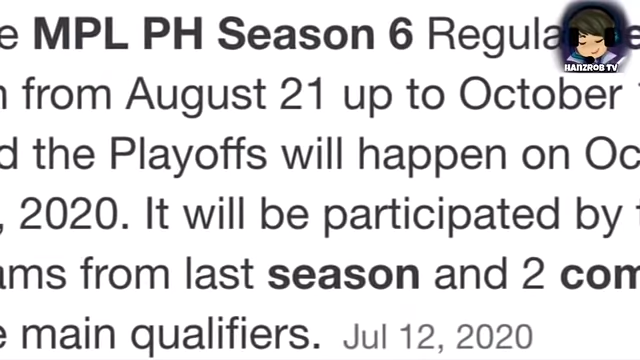 e MPL PH Season 6 Regula
HANZROB TV
n from August 21 up to October
d the Playoffs will happen on Oc
, 2020. It will be participated by t
ams from last season and 2 com
e main qualifiers. Jul 12, 2020